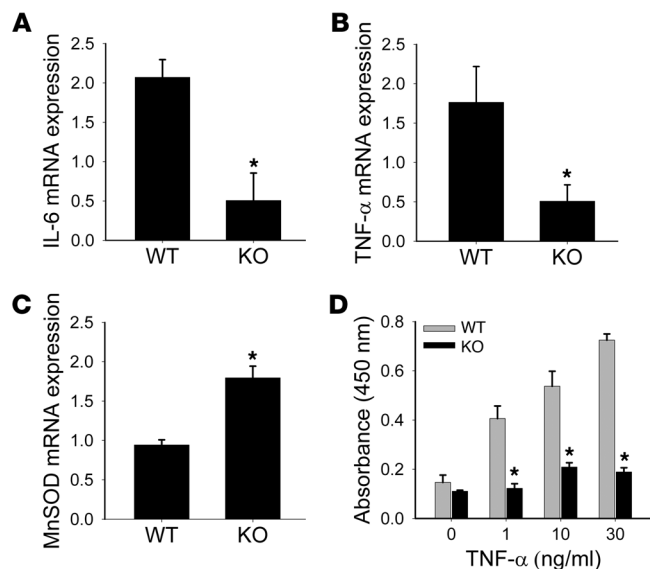 A
IL-6 mRNA expression
2.5
2.0
1.5
1.0
0.5
0.0
*
WT
KO
B
TNF-α mRNA expression
2.5
2.0
1.5
1.0
0.5
0.0
*
WT
KO
C
MnSOD mRNA expression
2.5
2.0
1.5
1.0
0.5
0.0
*
WT
KO
D
Absorbance (450 nm)
0.8
0.6
0.4
0.2
0.0
WT
KO
*
*
*
0
1
10
30
TNF-α (ng/ml)